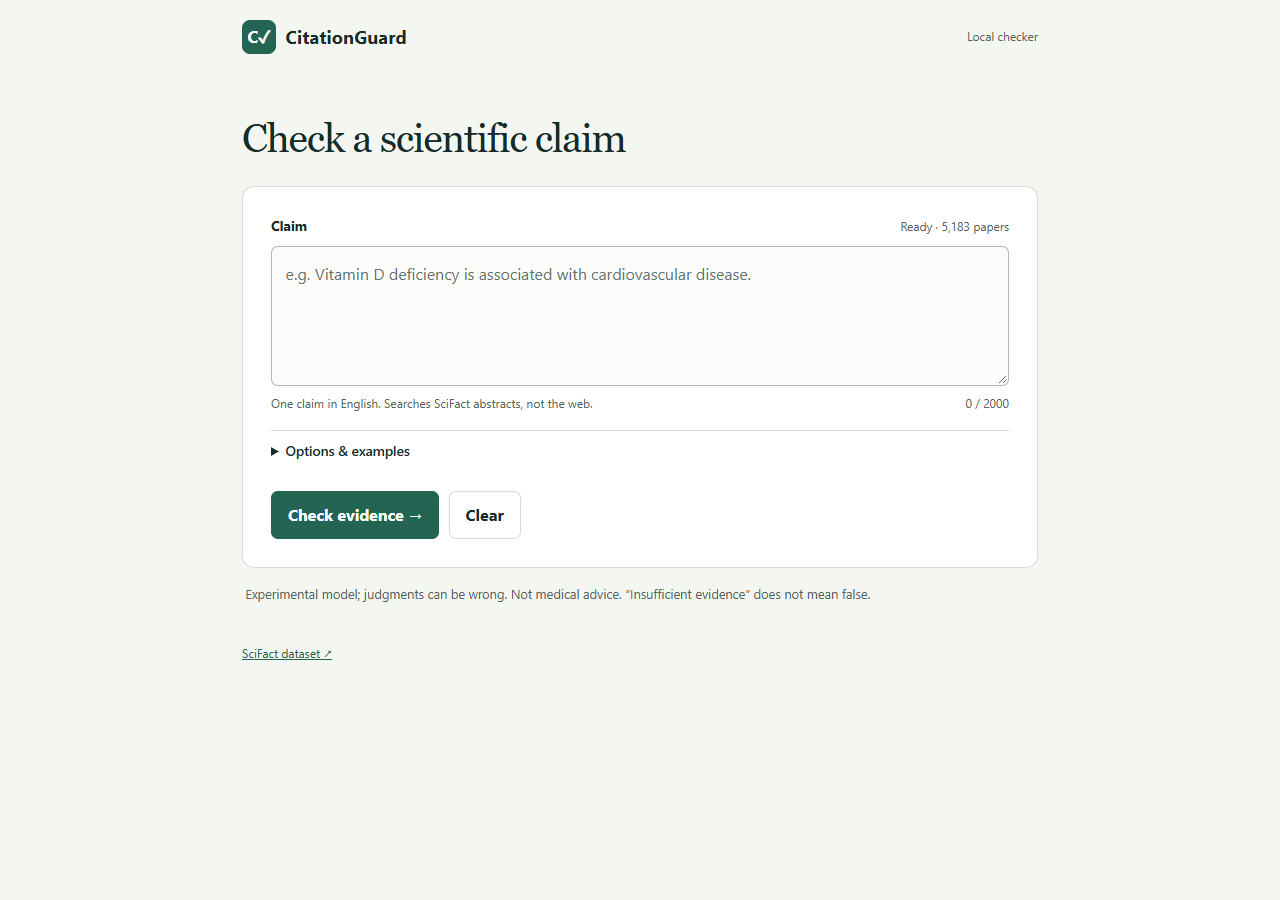 C✓ CitationGuard
Local checker
Check a scientific claim
Claim
Ready · 5,183 papers
e.g. Vitamin D deficiency is associated with cardiovascular disease.
One claim in English. Searches SciFact abstracts, not the web.
0 / 2000
▶ Options & examples
Check evidence →
Clear
Experimental model; judgments can be wrong. Not medical advice. “Insufficient evidence” does not mean false.
SciFact dataset ↗